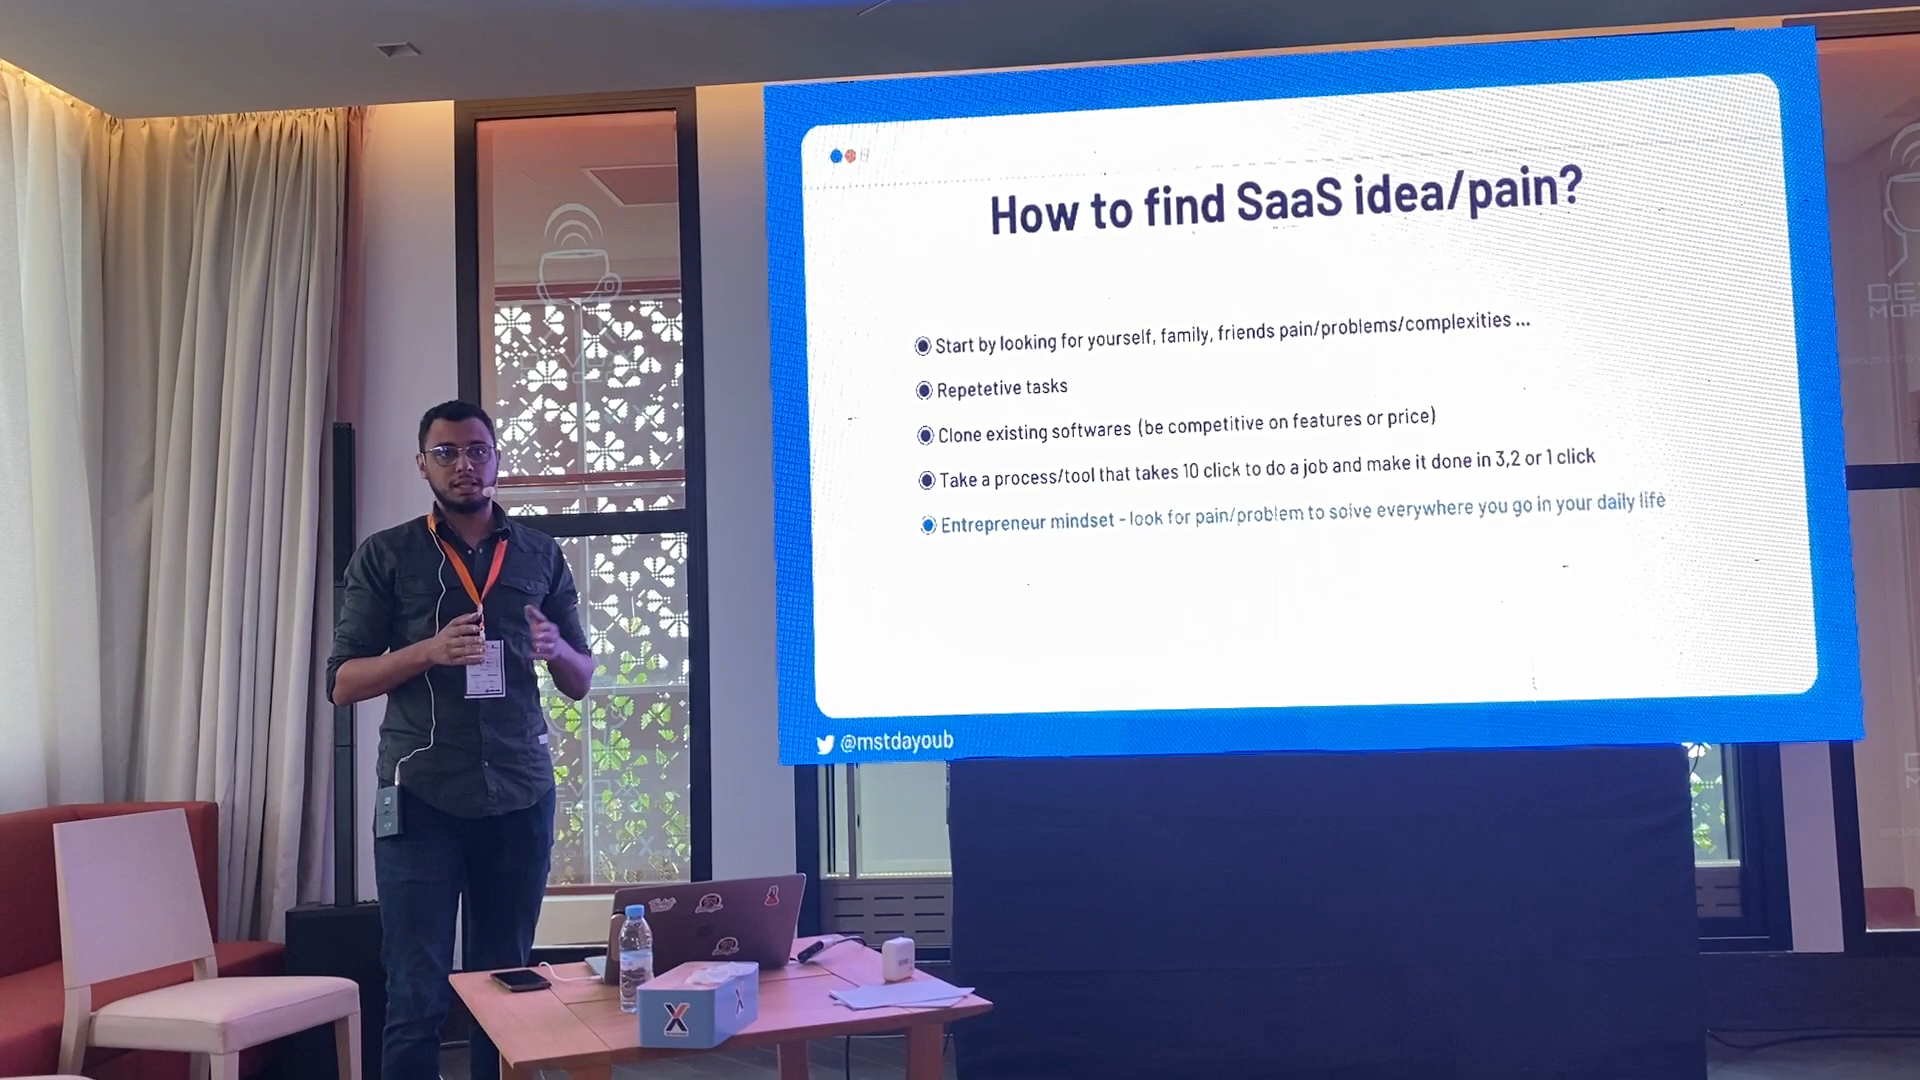 How to find SaaS idea/pain?
Start by looking for yourself, family, friends pain/problems/complexities ...
Repetetive tasks
Clone existing softwares (be competitive on features or price)
Take a process/tool that takes 10 click to do a job and make it done in 3,2 or 1 click
Entrepreneur mindset - look for pain/problem to solve everywhere you go in your daily life
@mstdayoub
X